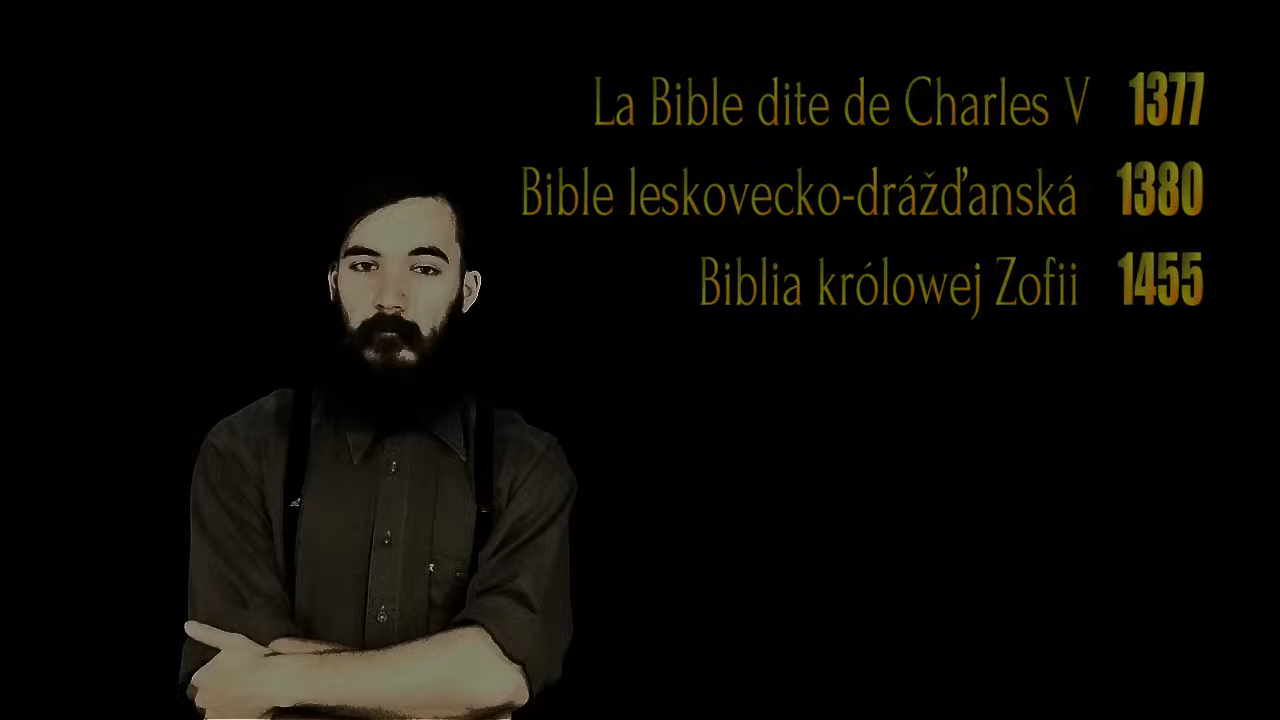 La Bible dite de Charles V 1377
Bible leskovecko-drážďanská 1380
Biblia królowej Zofii 1455